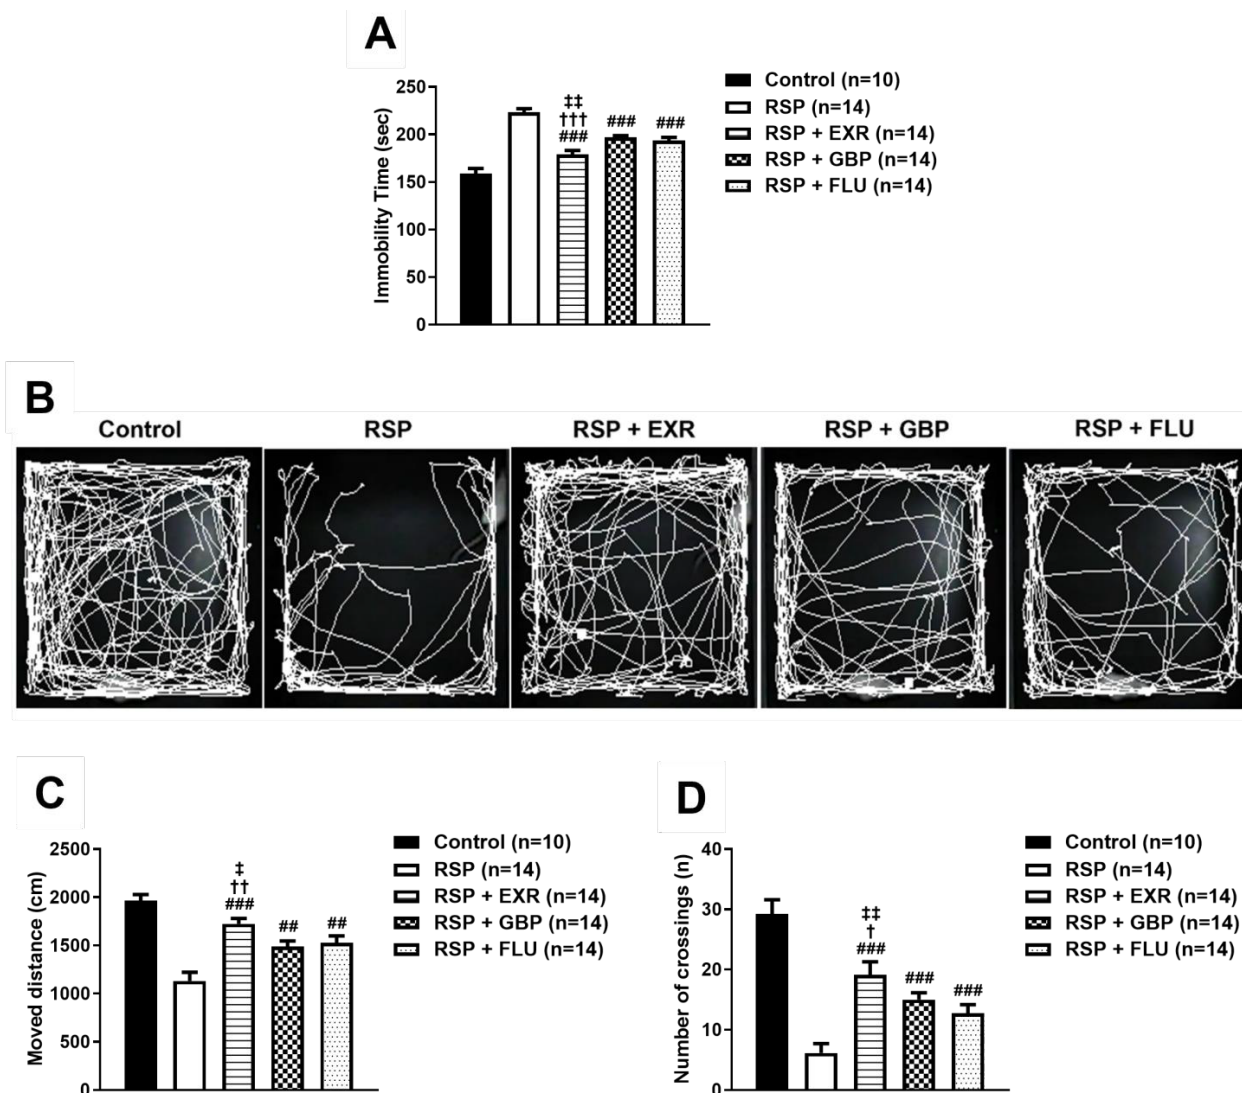 A
Immobility Time (sec)
250
200
150
100
50
0
‡‡
†††
###
###
###
Control (n=10)
RSP (n=14)
RSP + EXR (n=14)
RSP + GBP (n=14)
RSP + FLU (n=14)
B
Control
RSP
RSP + EXR
RSP + GBP
RSP + FLU
C
Moved distance (cm)
2500
2000
1500
1000
500
0
‡
††
###
##
##
Control (n=10)
RSP (n=14)
RSP + EXR (n=14)
RSP + GBP (n=14)
RSP + FLU (n=14)
D
Number of crossings (n)
40
30
20
10
0
‡‡
†
###
###
###
Control (n=10)
RSP (n=14)
RSP + EXR (n=14)
RSP + GBP (n=14)
RSP + FLU (n=14)